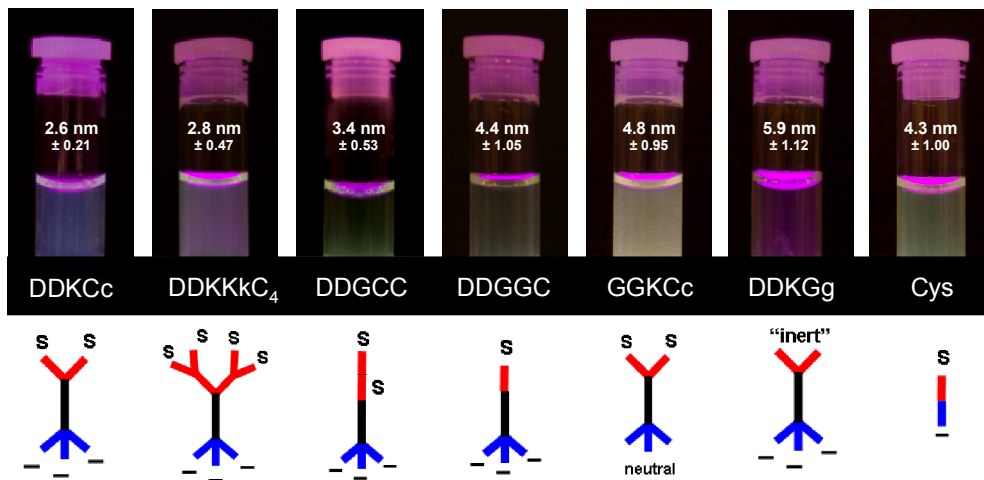 2.6 nm
± 0.21
2.8 nm
± 0.47
3.4 nm
± 0.53
4.4 nm
± 1.05
4.8 nm
± 0.95
5.9 nm
± 1.12
4.3 nm
± 1.00
DDKCc
DDKKkC₄
DDGCC
DDGGC
GGKCc
DDKGg
Cys
S S
S S S S
S
S
S
S S
"inert"
neutral